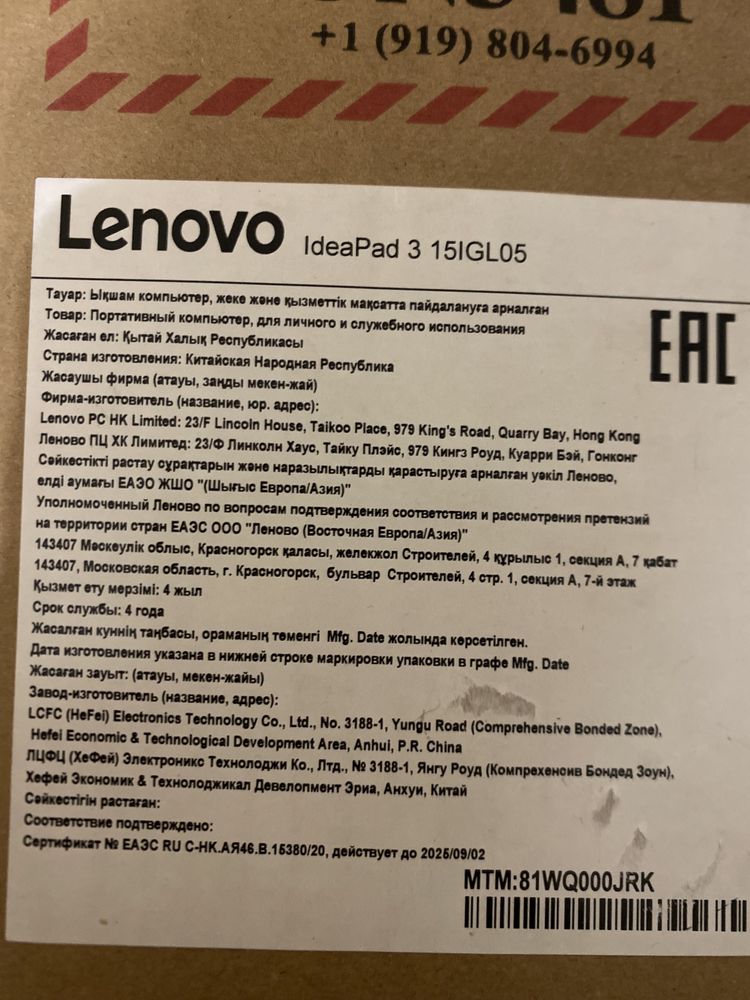 +1 (919) 804-6994
Lenovo IdeaPad 3 15IGL05
Тауар: Ықшам компьютер, жеке және қызметтік мақсатта пайдалануға арналған
Товар: Портативный компьютер, для личного и служебного использования
EAC
Жасаған ел: Қытай Халық Республикасы
Страна изготовления: Китайская Народная Республика
Жасаушы фирма (атауы, заңды мекен-жай)
Фирма-изготовитель (название, юр. адрес):
Lenovo PC HK Limited: 23/F Lincoln House, Taikoo Place, 979 King's Road, Quarry Bay, Hong Kong
Леново ПЦ ХК Лимитед: 23/Ф Линколн Хаус, Тайку Плэйс, 979 Кингз Роуд, Куарри Бэй, Гонконг
Сәйкестікті растау сұрақтарын және наразылықтарды қарастыруға арналған уәкіл Леново,
елді аумағы ЕАЭО ЖШО "(Шығыс Европа/Азия)"
Уполномоченный Леново по вопросам подтверждения соответствия и рассмотрения претензий
на территории стран ЕАЭС ООО "Леново (Восточная Европа/Азия)"
143407 Мәскеулік облыс, Красногорск қаласы, желекжол Строителей, 4 құрылыс 1, секция А, 7 қабат
143407, Московская область, г. Красногорск, бульвар Строителей, 4 стр. 1, секция А, 7-й этаж
Қызмет ету мерзімі: 4 жыл
Срок службы: 4 года
Жасалған куннің таңбасы, ораманың төменгі Mfg. Date жолында көрсетілген.
Дата изготовления указана в нижней строке маркировки упаковки в графе Mfg. Date
Жасаған зауыт: (атауы, мекен-жайы)
Завод-изготовитель (название, адрес):
LCFC (HeFei) Electronics Technology Co., Ltd., No. 3188-1, Yungu Road (Comprehensive Bonded Zone),
Hefei Economic & Technological Development Area, Anhui, P.R. China
ЛЦФЦ (ХеФей) Электроникс Технолоджи Ко., Лтд., № 3188-1, Янгу Роуд (Компрехенсив Бондед Зоун),
Хефей Экономик & Технолоджикал Девелопмент Эриа, Анхуи, Китай
Сәйкестігін растаған:
Соответствие подтверждено:
Сертификат № ЕАЭС RU С-НК.АЯ46.В.15380/20, действует до 2025/09/02
MTM:81WQ000JRK